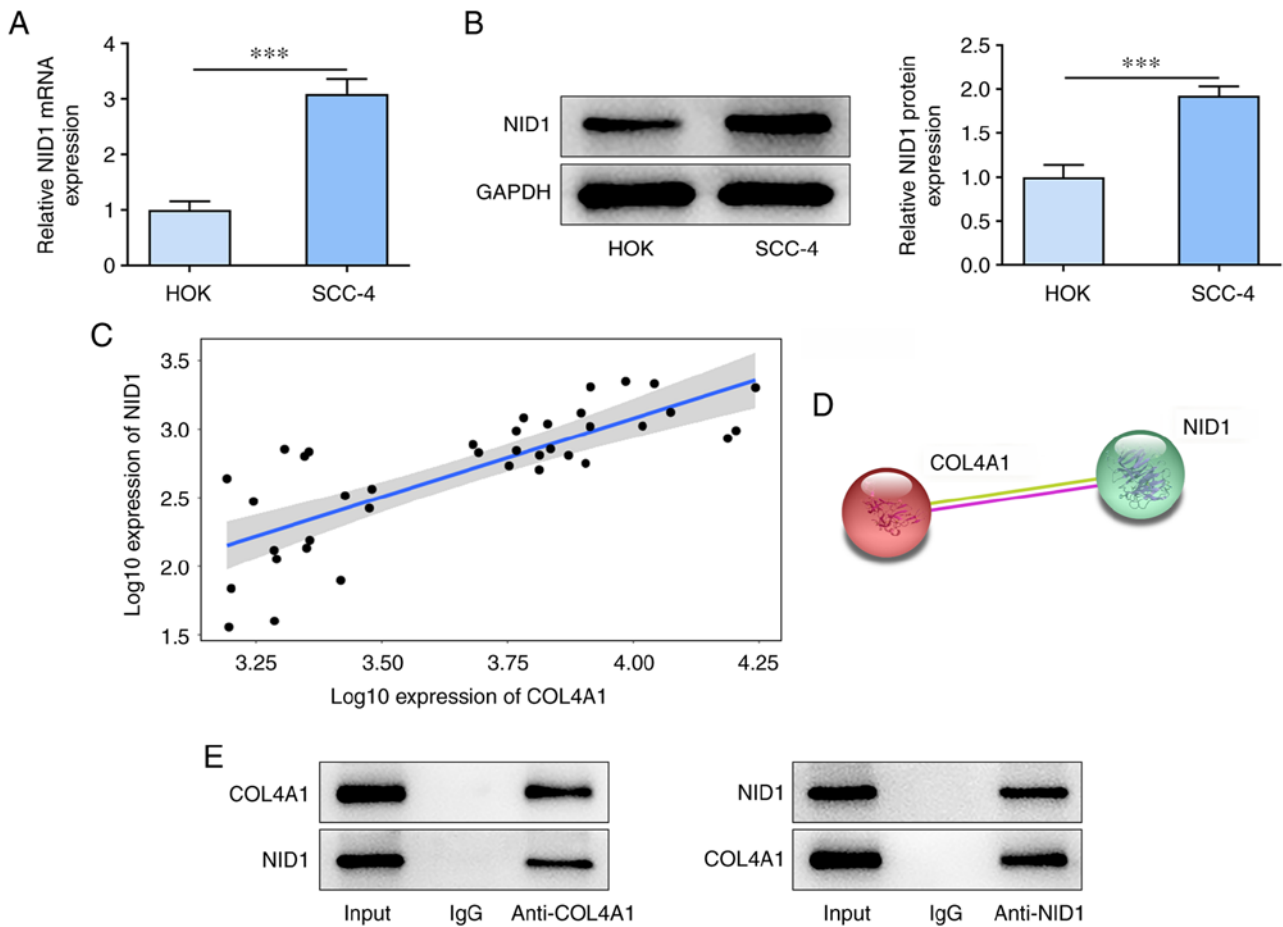 A
Relative NID1 mRNA
expression
4
3
2
1
0
***
HOK
SCC-4
B
NID1
GAPDH
HOK
SCC-4
Relative NID1 protein
expression
2.5
2.0
1.5
1.0
0.5
0.0
***
HOK
SCC-4
C
Log10 expression of NID1
3.5
3.0
2.5
2.0
1.5
3.25
3.50
3.75
4.00
4.25
Log10 expression of COL4A1
D
COL4A1
NID1
E
COL4A1
NID1
Input
IgG
Anti-COL4A1
NID1
COL4A1
Input
IgG
Anti-NID1